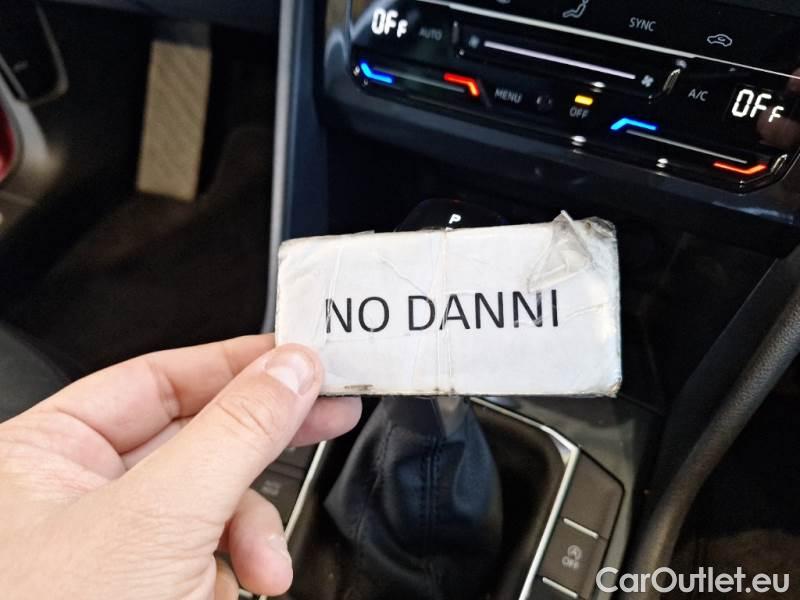 OFF
AUTO
SYNC
MENU
OFF
A/C
OFF
P
NO DANNI
OFF
CarOutlet.eu